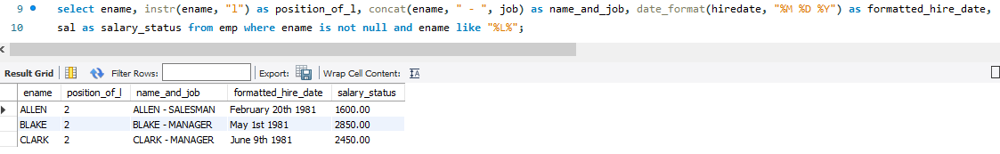 9 select ename, instr(ename, "l") as position_of_l, concat(ename, " - ", job) as name_and_job, date_format(hiredate, "%M %D %Y") as formatted_hire_date,
10 sal as salary_status from emp where ename is not null and ename like "%L%";
Result Grid Filter Rows: Export: Wrap Cell Content:
ename position_of_l name_and_job formatted_hire_date salary_status
ALLEN 2 ALLEN - SALESMAN February 20th 1981 1600.00
BLAKE 2 BLAKE - MANAGER May 1st 1981 2850.00
CLARK 2 CLARK - MANAGER June 9th 1981 2450.00